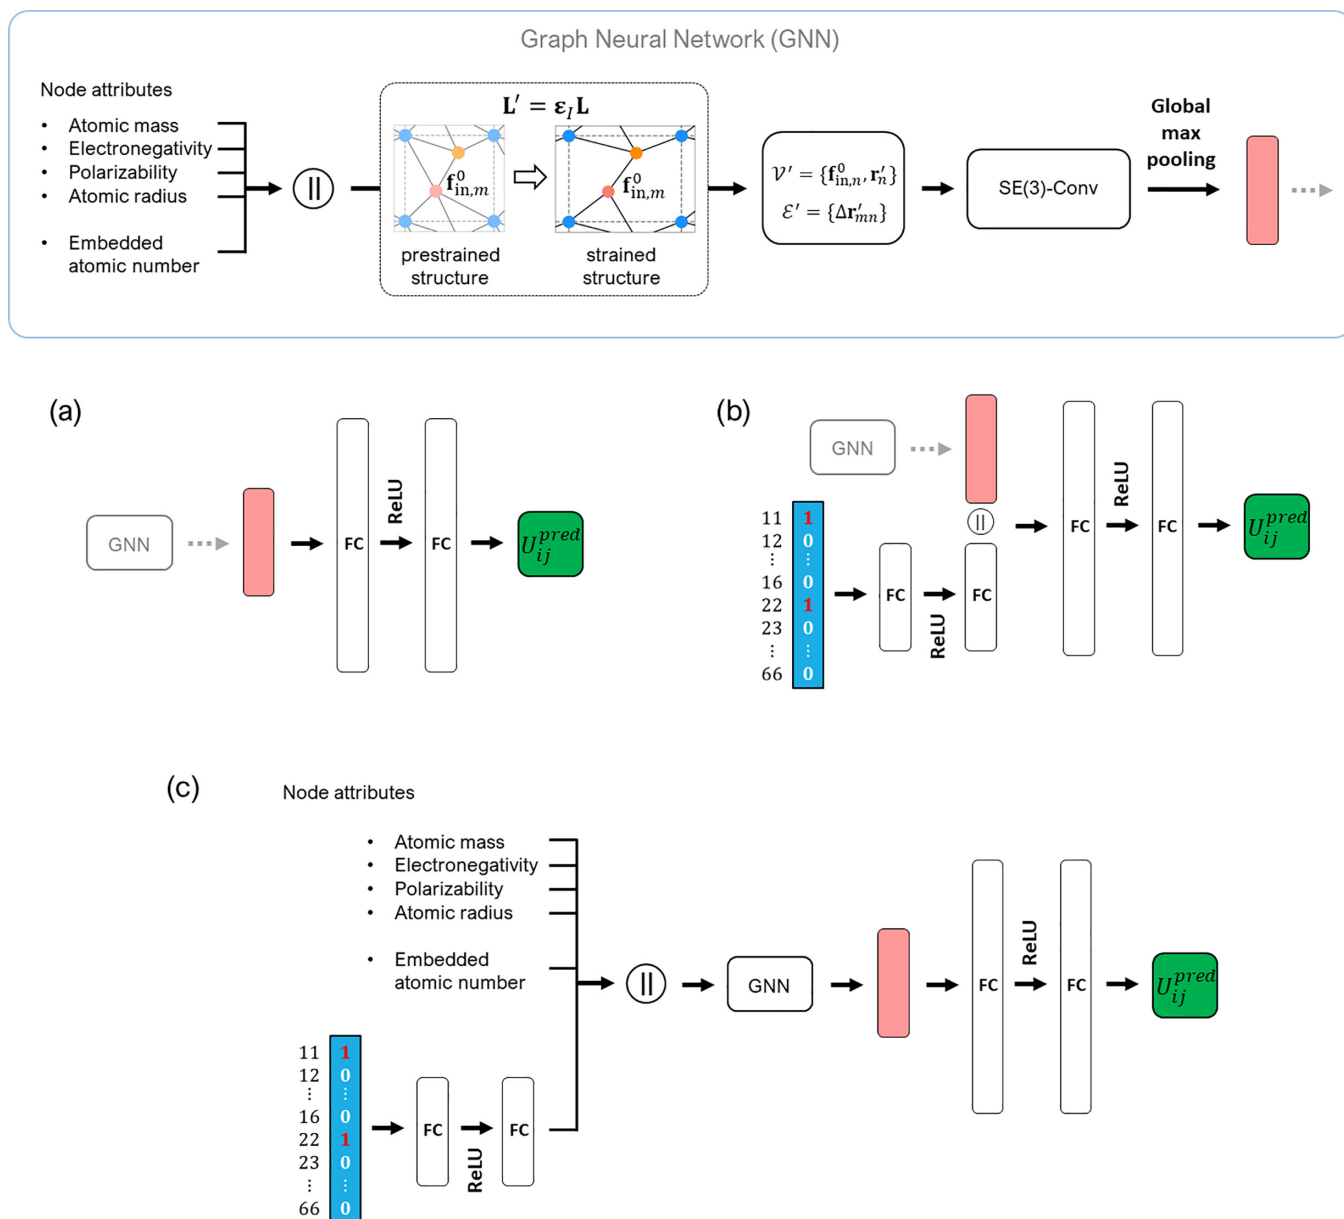 Graph Neural Network (GNN)
Node attributes
• Atomic mass
• Electronegativity
• Polarizability
• Atomic radius
• Embedded
atomic number
||
L′ = ε_I L
f⁰_in,m
f⁰_in,m
prestrained
structure
strained
structure
𝒱′ = {f⁰_in,n, r′_n}
ℰ′ = {Δr′_mn}
SE(3)-Conv
Global
max
pooling
(a)
GNN
FC
ReLU
FC
U_ij^pred
(b)
GNN
||
11 1
12 0
⋮ ⋮
16 0
22 1
23 0
⋮ ⋮
66 0
FC
ReLU
FC
FC
ReLU
FC
U_ij^pred
(c)
Node attributes
• Atomic mass
• Electronegativity
• Polarizability
• Atomic radius
• Embedded
atomic number
11 1
12 0
⋮ ⋮
16 0
22 1
23 0
⋮ ⋮
66 0
FC
ReLU
FC
||
GNN
FC
ReLU
FC
U_ij^pred